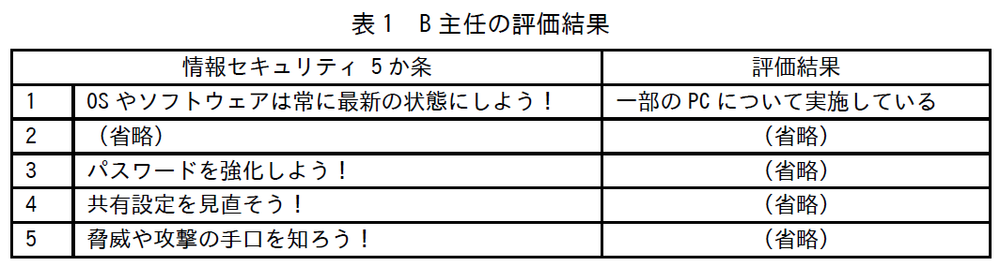 表1 B主任の評価結果
情報セキュリティ 5か条 評価結果
1 OSやソフトウェアは常に最新の状態にしよう！ 一部のPCについて実施している
2 （省略） （省略）
3 パスワードを強化しよう！ （省略）
4 共有設定を見直そう！ （省略）
5 脅威や攻撃の手口を知ろう！ （省略）